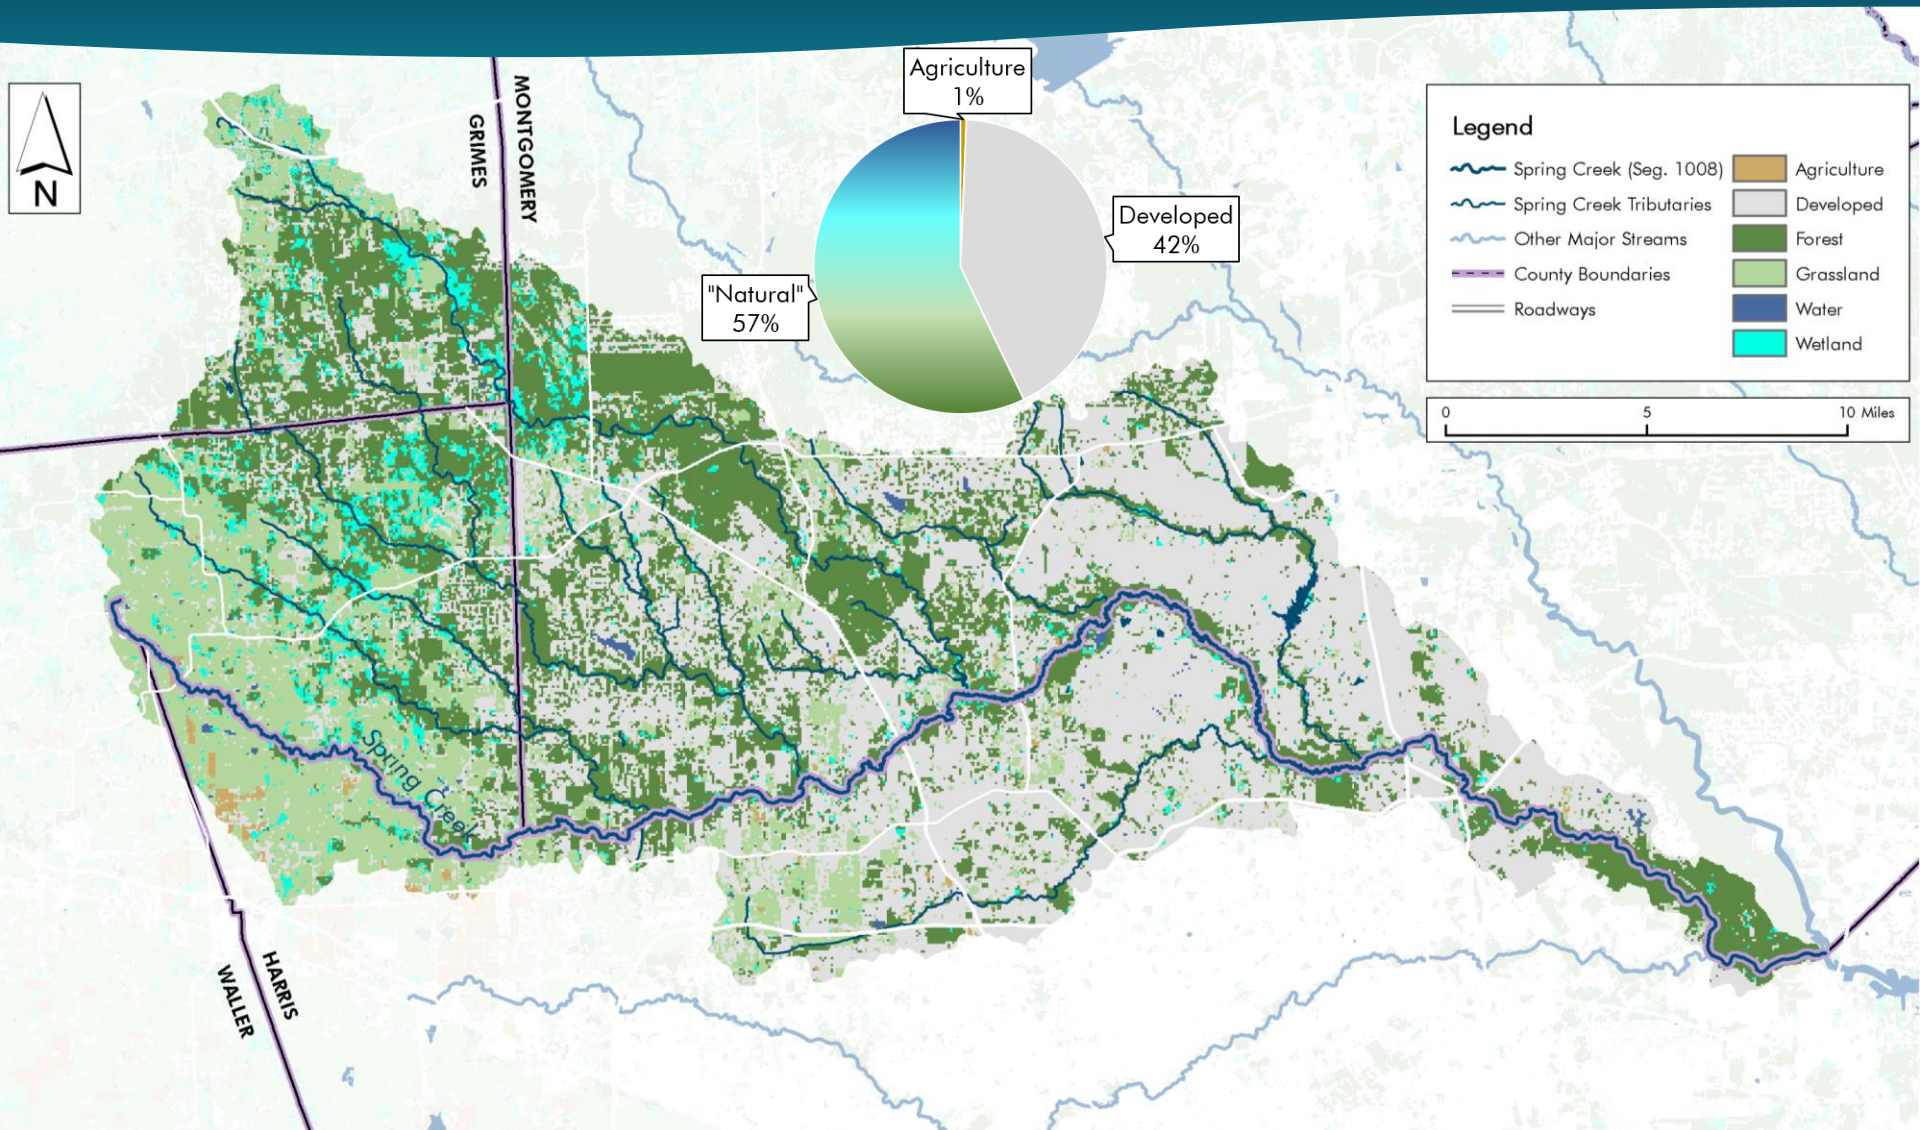 Agriculture
1%
Developed
42%
"Natural"
57%
MONTGOMERY
GRIMES
N
Legend
Spring Creek (Seg. 1008)
Spring Creek Tributaries
Other Major Streams
County Boundaries
Roadways
Agriculture
Developed
Forest
Grassland
Water
Wetland
0 5 10 Miles
Spring Creek
HARRIS
WALLER